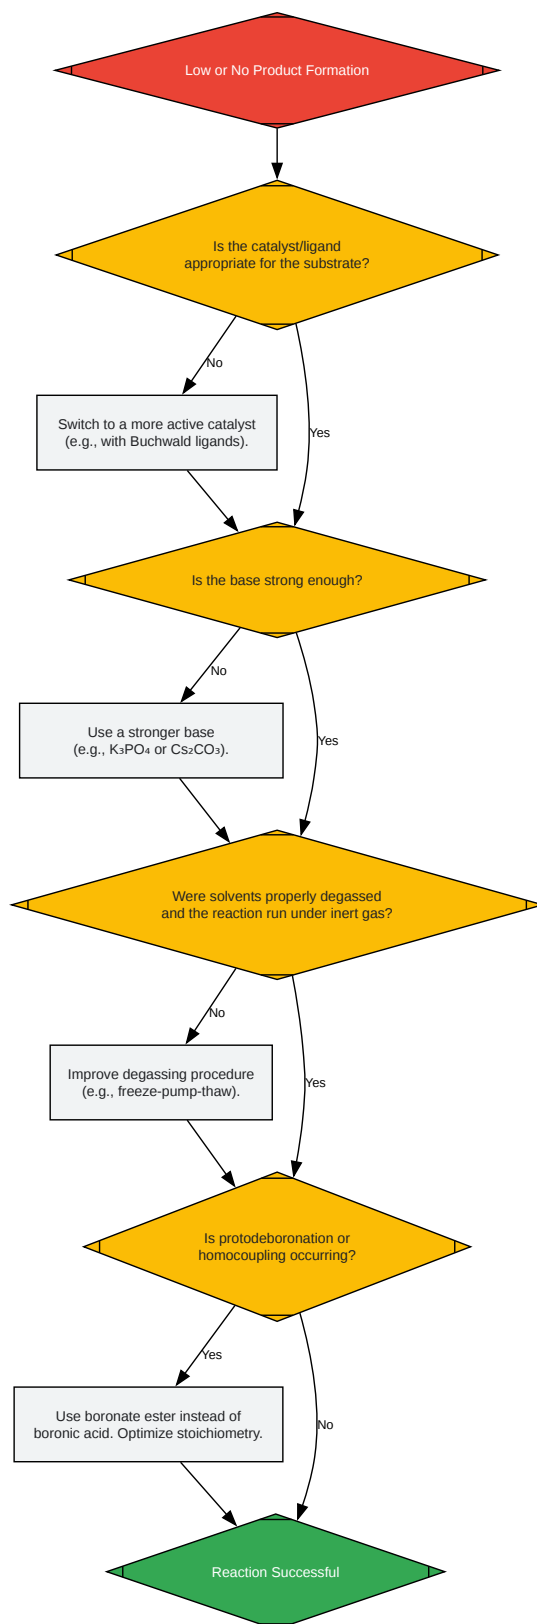 Low or No Product Formation
Is the catalyst/ligand
appropriate for the substrate?
No
Switch to a more active catalyst
(e.g., with Buchwald ligands).
Yes
Is the base strong enough?
No
Use a stronger base
(e.g., K₃PO₄ or Cs₂CO₃).
Yes
Were solvents properly degassed
and the reaction run under inert gas?
No
Improve degassing procedure
(e.g., freeze-pump-thaw).
Yes
Is protodeboronation or
homocoupling occurring?
Yes
Use boronate ester instead of
boronic acid. Optimize stoichiometry.
No
Reaction Successful